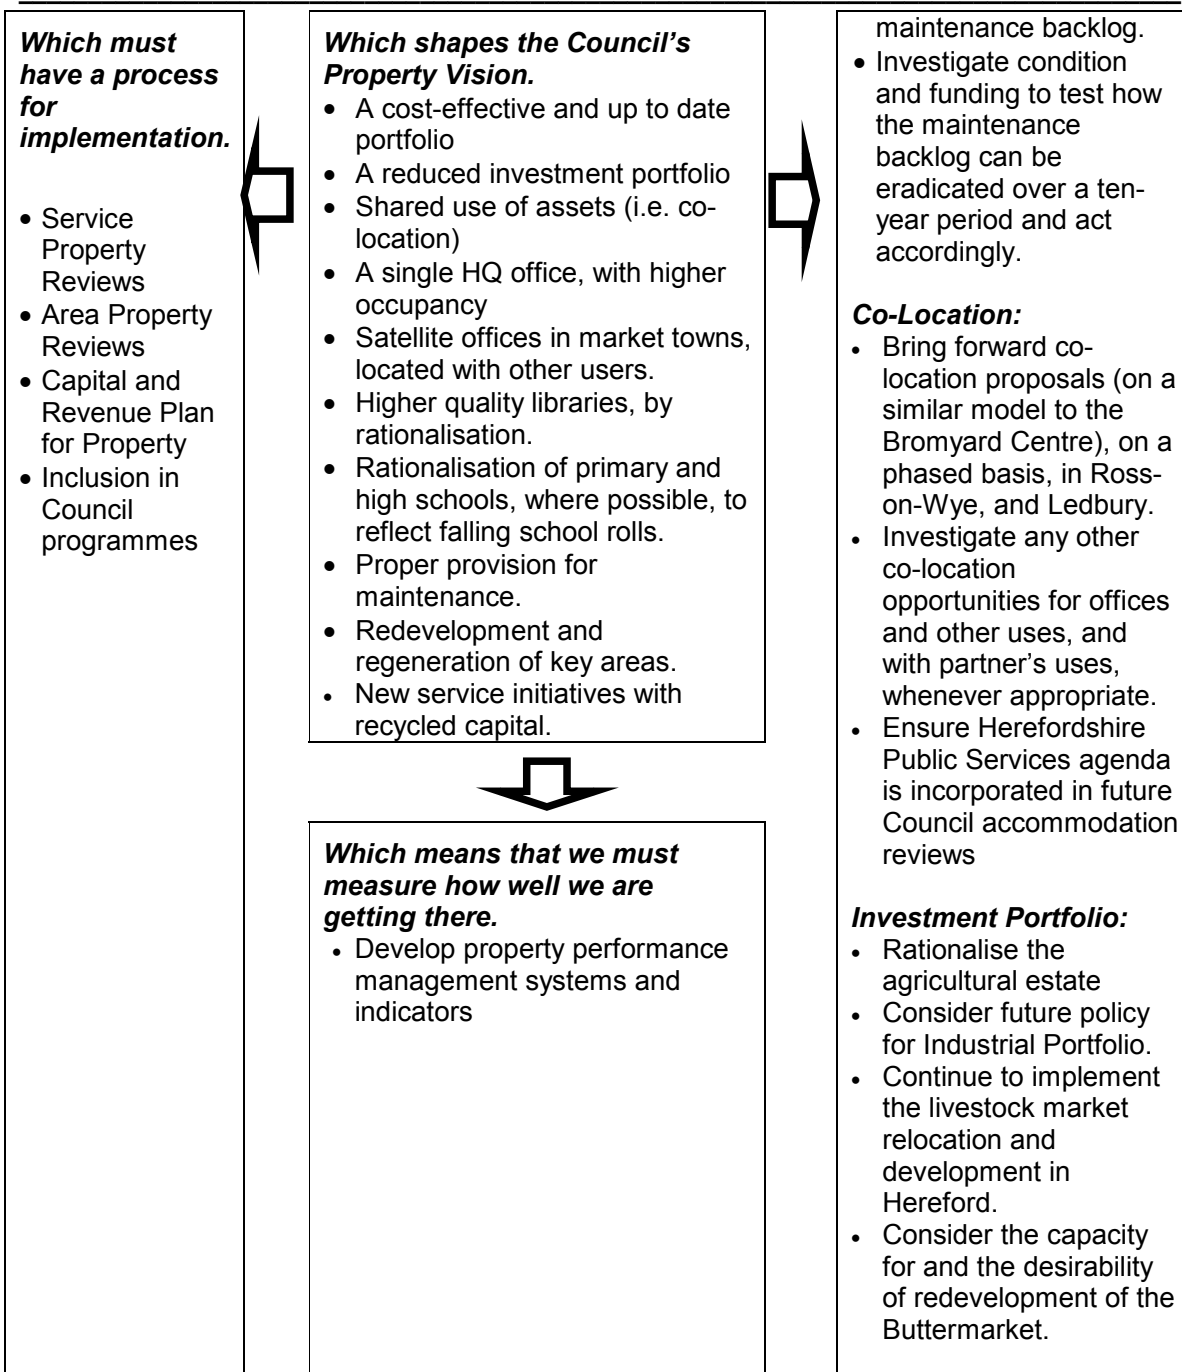 Which must
have a process
for
implementation.
• Service
Property
Reviews
• Area Property
Reviews
• Capital and
Revenue Plan
for Property
• Inclusion in
Council
programmes
Which shapes the Council’s
Property Vision.
• A cost-effective and up to date
portfolio
• A reduced investment portfolio
• Shared use of assets (i.e. co-
location)
• A single HQ office, with higher
occupancy
• Satellite offices in market towns,
located with other users.
• Higher quality libraries, by
rationalisation.
• Rationalisation of primary and
high schools, where possible, to
reflect falling school rolls.
• Proper provision for
maintenance.
• Redevelopment and
regeneration of key areas.
• New service initiatives with
recycled capital.
Which means that we must
measure how well we are
getting there.
• Develop property performance
management systems and
indicators
maintenance backlog.
• Investigate condition
and funding to test how
the maintenance
backlog can be
eradicated over a ten-
year period and act
accordingly.
Co-Location:
• Bring forward co-
location proposals (on a
similar model to the
Bromyard Centre), on a
phased basis, in Ross-
on-Wye, and Ledbury.
• Investigate any other
co-location
opportunities for offices
and other uses, and
with partner’s uses,
whenever appropriate.
• Ensure Herefordshire
Public Services agenda
is incorporated in future
Council accommodation
reviews
Investment Portfolio:
• Rationalise the
agricultural estate
• Consider future policy
for Industrial Portfolio.
• Continue to implement
the livestock market
relocation and
development in
Hereford.
• Consider the capacity
for and the desirability
of redevelopment of the
Buttermarket.